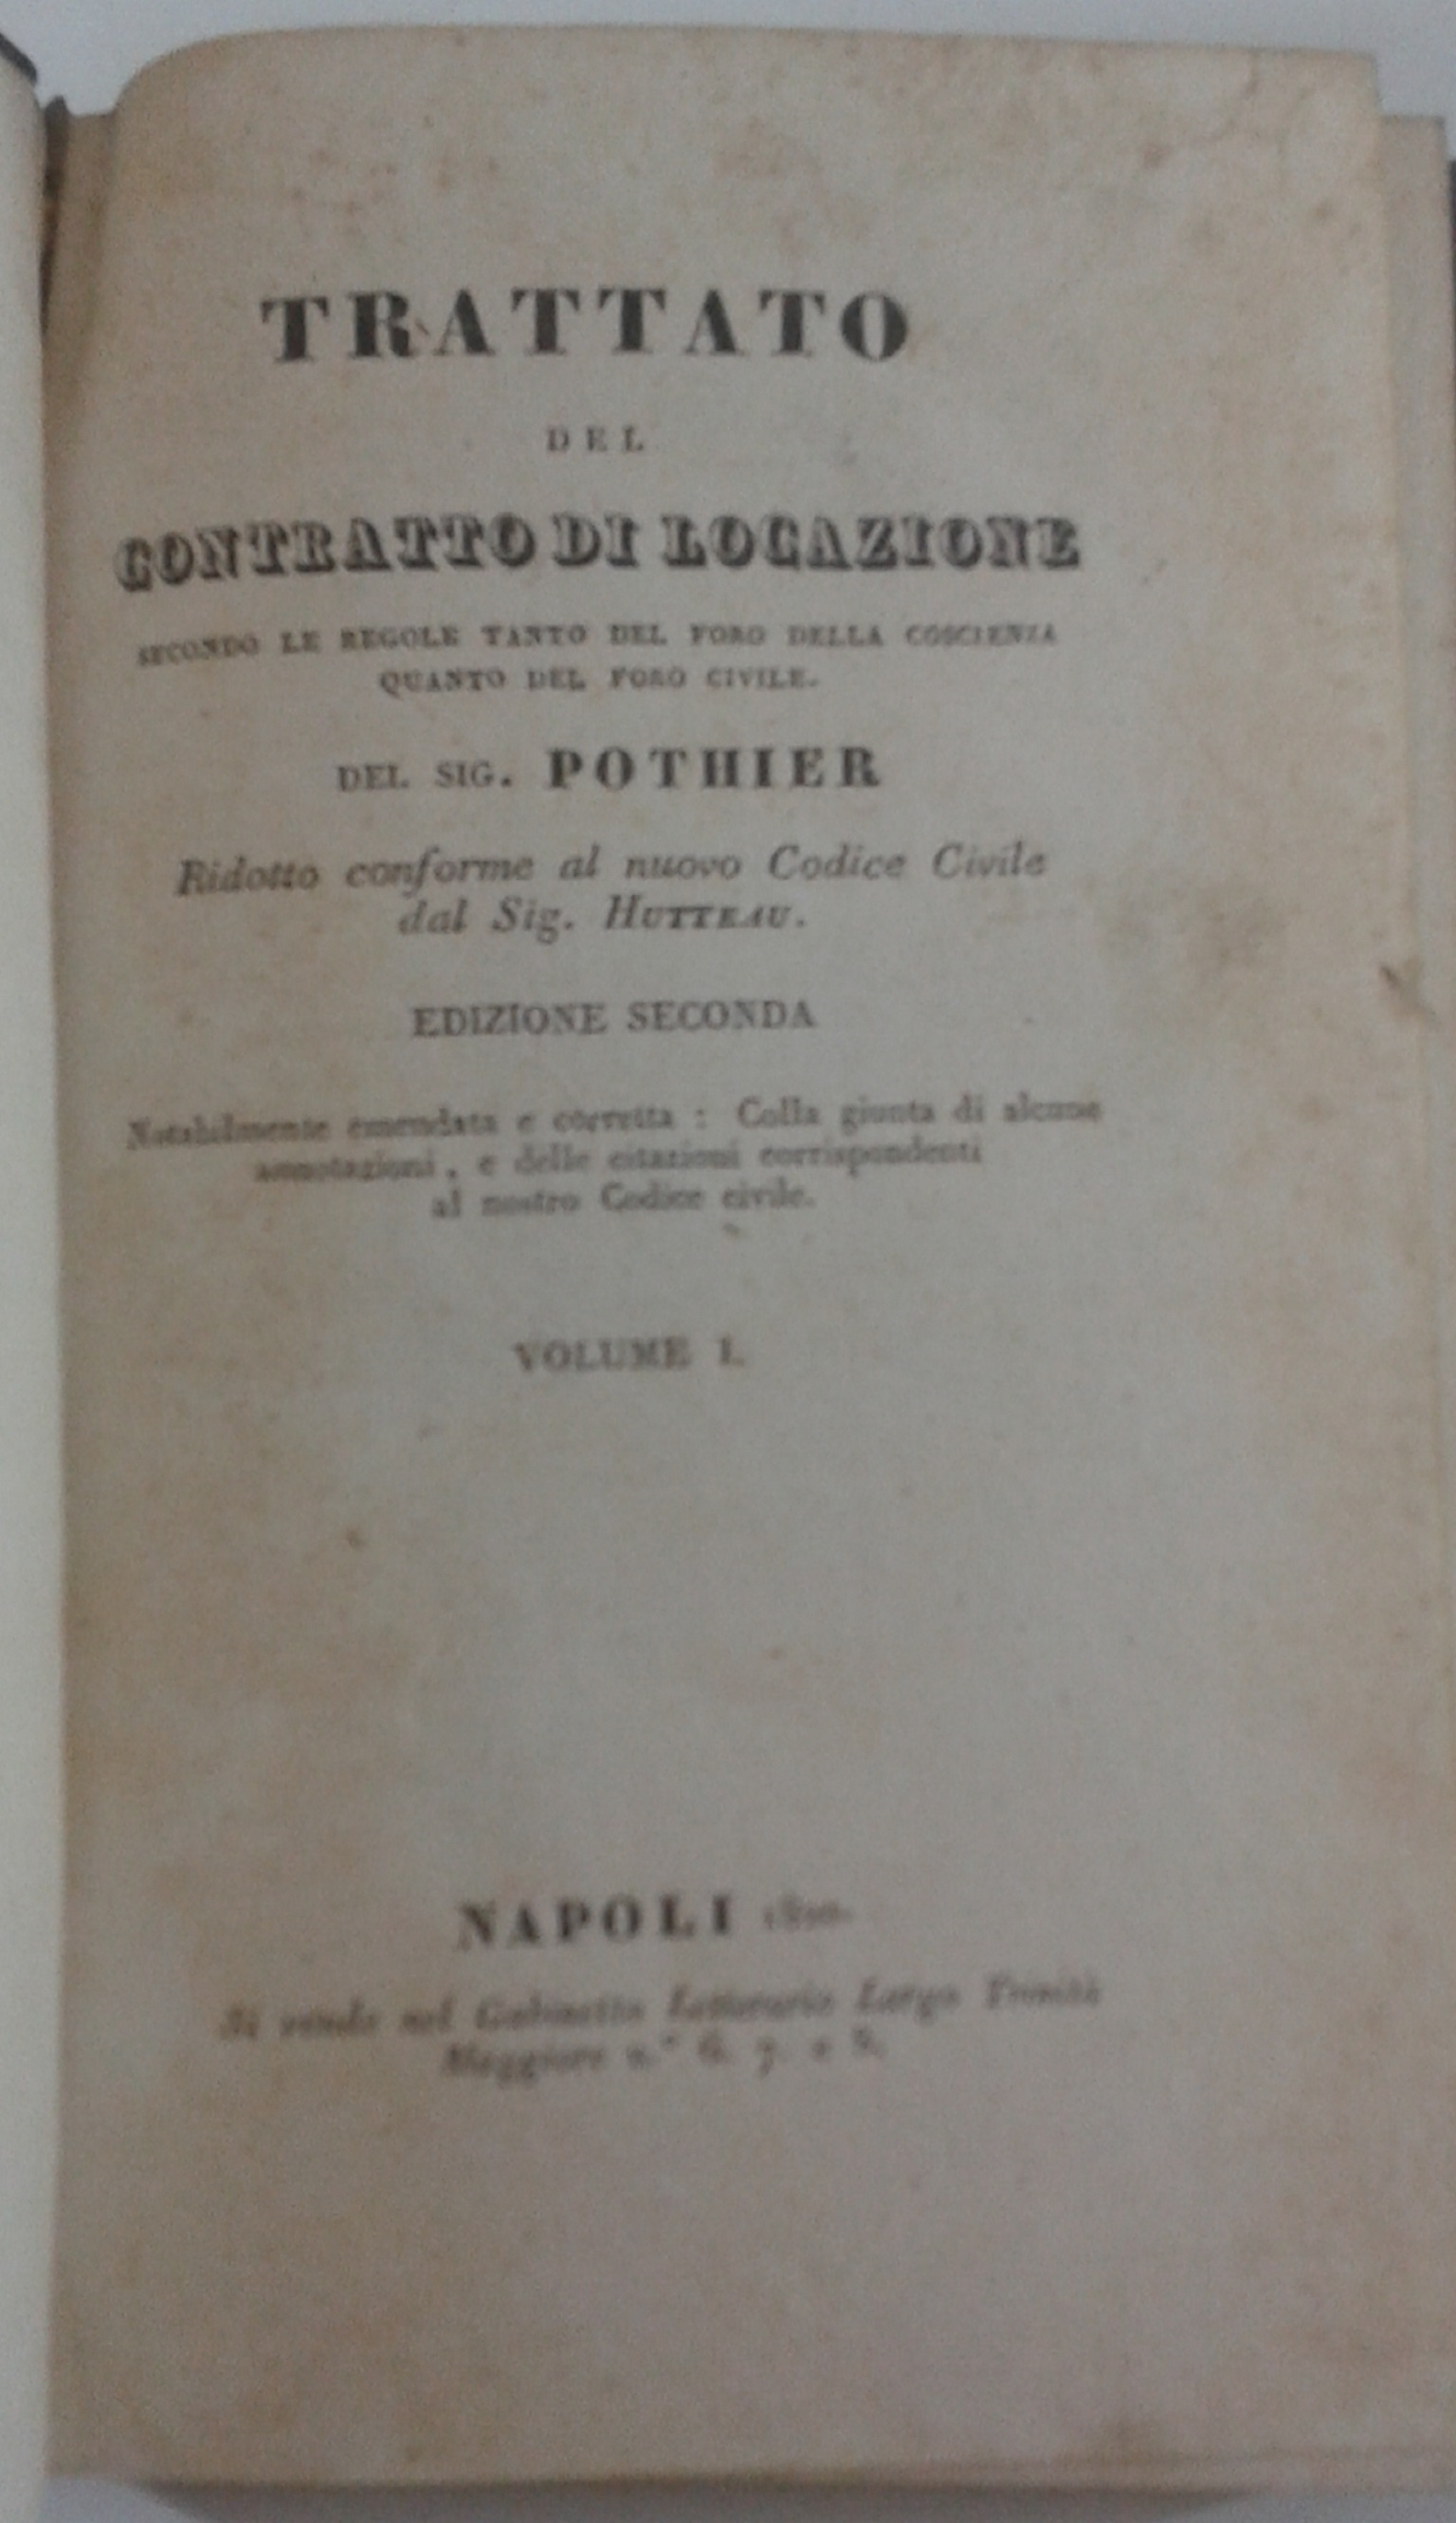 TRATTATO
DEL
CONTRATTO DI LOCAZIONE
SECONDO LE REGOLE TANTO DEL FORO DELLA COSCIENZA
QUANTO DEL FORO CIVILE.
DEL SIG. POTHIER
Ridotto conforme al nuovo Codice Civile
dal Sig. HUTTEAU.
EDIZIONE SECONDA
Notabilmente emendata e corretta : Colla giunta di alcune
annotazioni, e delle citazioni corrispondenti
al nostro Codice civile.
VOLUME I.
NAPOLI
Si vende nel Gabinetto Letterario Largo Trinità
Maggiore n.° 6. 7. e 8.